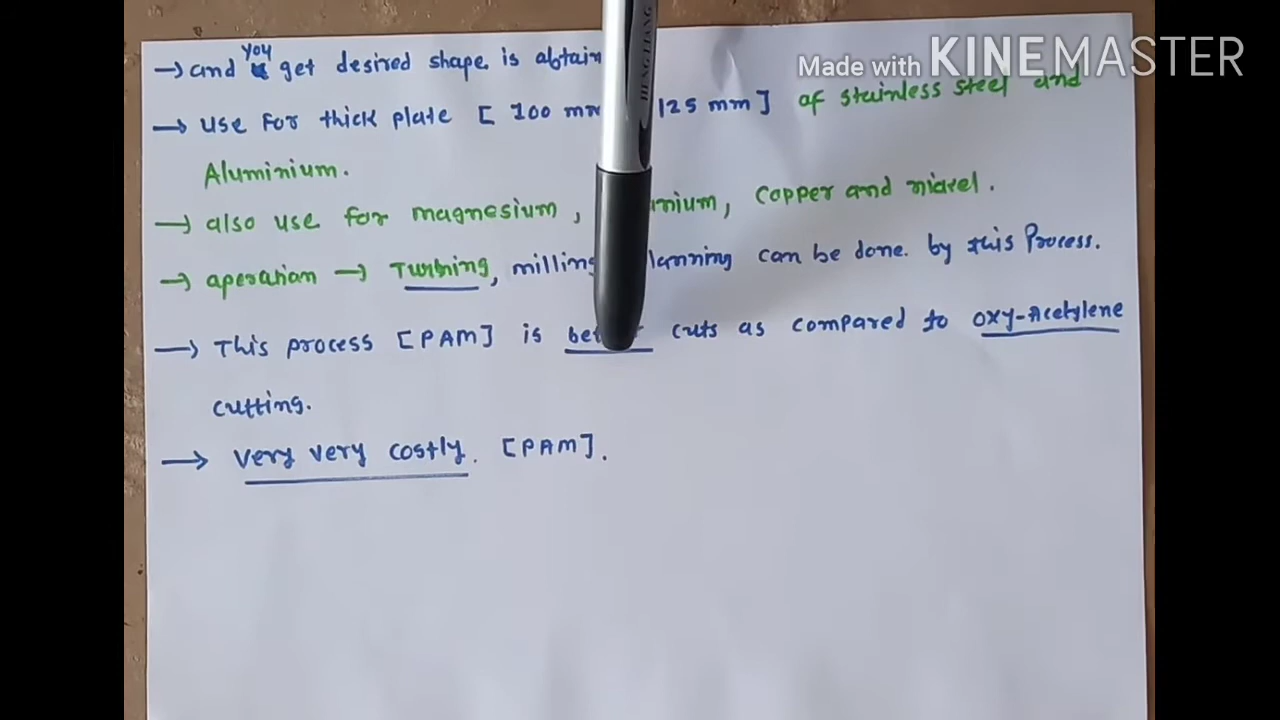 Made with KINEMASTER
→ and you get desired shape is obtain
→ use for thick plate [ 100 mm 125 mm ] of stainless steel and
Aluminium.
→ also use for magnesium, , copper and nickel.
→ operation → Turning, milling can be done. by this Process.
→ This process [PAM] is cuts as compared to oxy-Acetylene
cutting.
→ very very costly. [PAM].